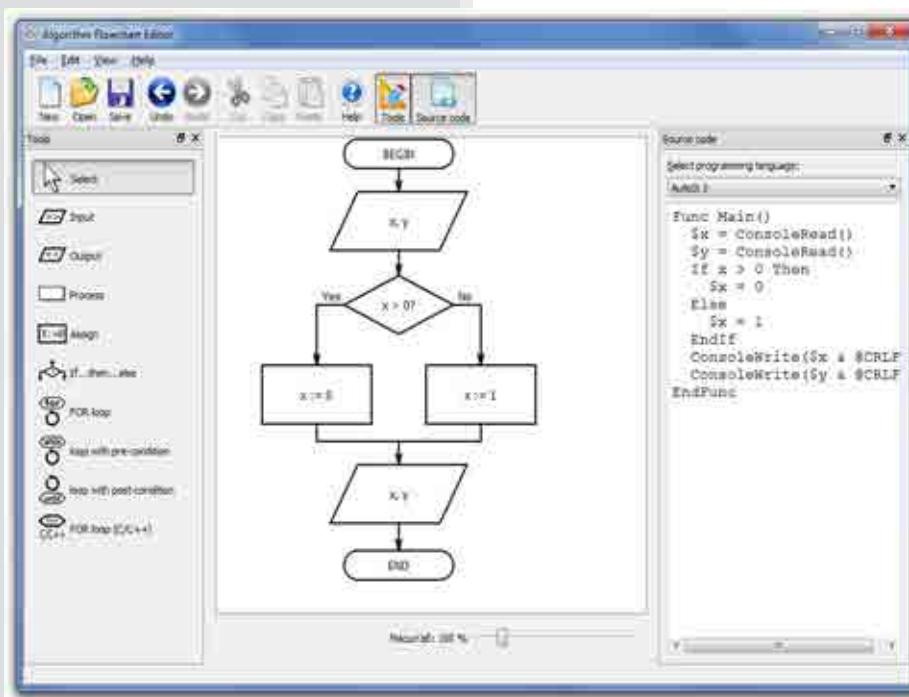 Algorithm Flowchart Editor
File Edit View Help
New Open Save Undo Redo Cut Copy Paste Help Tools Source code
Tools
Select
Input
Output
Process
Assign
If...then...else
FOR loop
loop with pre-condition
loop with post-condition
FOR loop (C/C++)
BEGIN
x, y
x > 0?
Yes
No
x := 0
x := 1
x, y
END
100 %
Source code
Select programming language:
AutoIt 3
Func Main()
$x = ConsoleRead()
$y = ConsoleRead()
If x > 0 Then
$x = 0
Else
$x = 1
EndIf
ConsoleWrite($x & @CRLF
ConsoleWrite($y & @CRLF
EndFunc